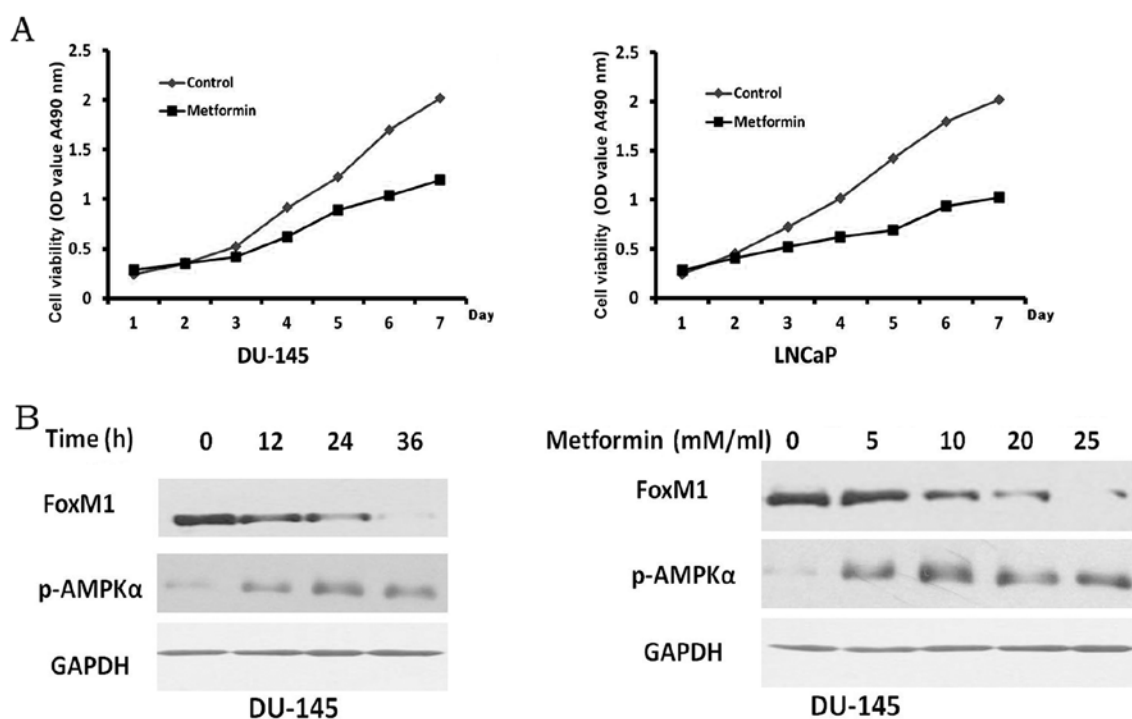 A
Cell viability (OD value A490 nm)
2.5
2
1.5
1
0.5
0
Control
Metformin
1 2 3 4 5 6 7 Day
DU-145
Cell viability (OD value A490 nm)
2.5
2
1.5
1
0.5
0
Control
Metformin
1 2 3 4 5 6 7 Day
LNCaP
B
Time (h) 0 12 24 36
FoxM1
p-AMPKα
GAPDH
DU-145
Metformin (mM/ml) 0 5 10 20 25
FoxM1
p-AMPKα
GAPDH
DU-145